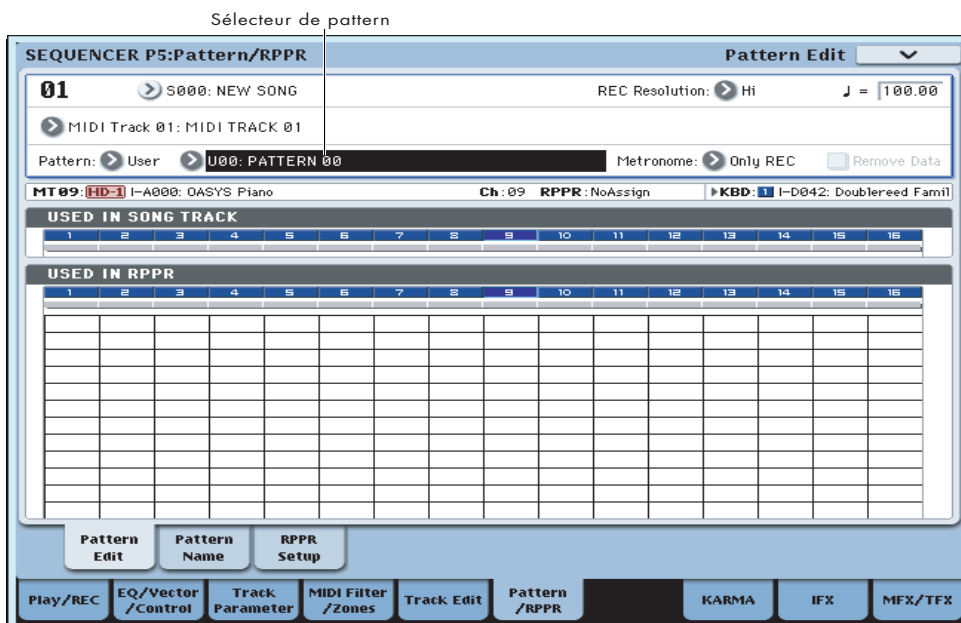 Sélecteur de pattern
SEQUENCER P5:Pattern/RPPR Pattern Edit
01 S000: NEW SONG REC Resolution: Hi ♩ = 100.00
MIDI Track 01: MIDI TRACK 01
Pattern: User U00: PATTERN 00 Metronome: Only REC Remove Data
MT09: HD-1 I-A000: OASYS Piano Ch:09 RPPR:NoAssign KBD: 1 I-D042: Doublereed Famil
USED IN SONG TRACK
1 2 3 4 5 6 7 8 9 10 11 12 13 14 15 16
USED IN RPPR
1 2 3 4 5 6 7 8 9 10 11 12 13 14 15 16
Pattern Edit Pattern Name RPPR Setup
Play/REC EQ/Vector /Control Track Parameter MIDI Filter /Zones Track Edit Pattern /RPPR KARMA IFX MFX/TFX